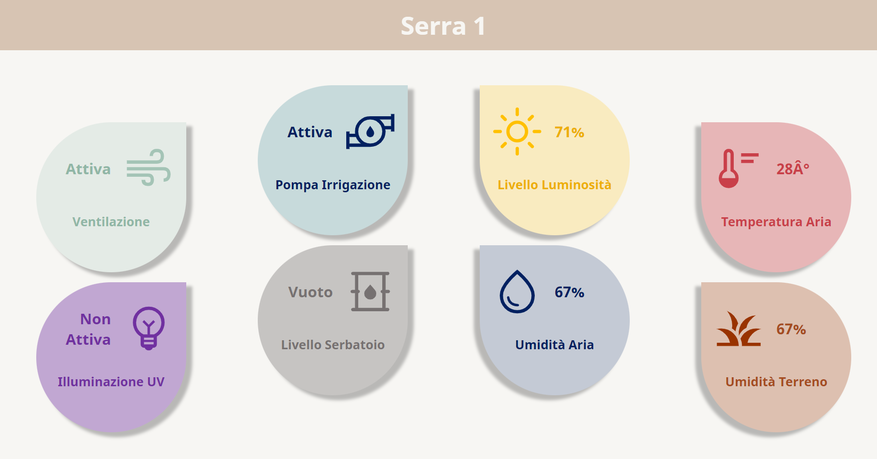 Serra 1
Attiva
Ventilazione
Attiva
Pompa Irrigazione
71%
Livello Luminosità
28Â°
Temperatura Aria
Non
Attiva
Illuminazione UV
Vuoto
Livello Serbatoio
67%
Umidità Aria
67%
Umidità Terreno